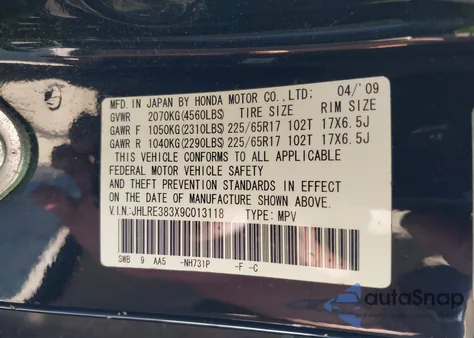 MFD. IN JAPAN BY HONDA MOTOR CO., LTD; 04/'09
GVWR 2070KG(4560LBS) TIRE SIZE RIM SIZE
GAWR F 1050KG(2310LBS) 225/65R17 102T 17X6.5J
GAWR R 1040KG(2290LBS) 225/65R17 102T 17X6.5J
THIS VEHICLE CONFORMS TO ALL APPLICABLE
FEDERAL MOTOR VEHICLE SAFETY
AND THEFT PREVENTION STANDARDS IN EFFECT
ON THE DATE OF MANUFACTURE SHOWN ABOVE.
V.I.N:JHLRE383X9C013118 TYPE: MPV
SWB 9 AA5 -NH731P -F -C
autoSnap